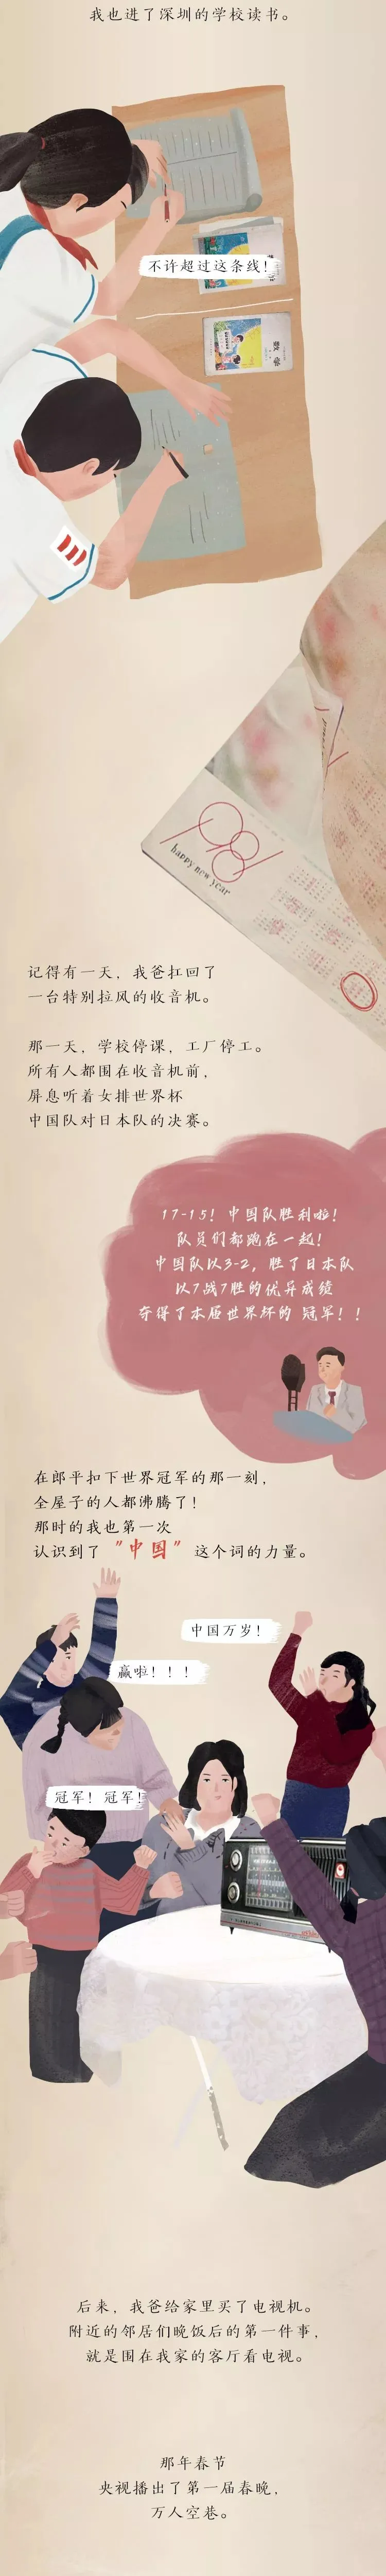 我也进了深圳的学校读书。
不许超过这条线！
数学
1981
happy new year
记得有一天，我爸扛回了
一台特别拉风的收音机。
那一天，学校停课，工厂停工。
所有人都围在收音机前，
屏息听着女排世界杯
中国队对日本队的决赛。
17-15！中国队胜利啦！
队员们都跑在一起！
中国队以3-2，胜了日本队
以7战7胜的优异成绩
夺得了本届世界杯的 冠军！！
在郎平扣下世界冠军的那一刻，
全屋子的人都沸腾了！
那时的我也第一次
认识到了 “中国” 这个词的力量。
中国万岁！
赢啦！！！
冠军！冠军！
后来，我爸给家里买了电视机。
附近的邻居们晚饭后的第一件事，
就是围在我家的客厅看电视。
那年春节
央视播出了第一届春晚，
万人空巷。